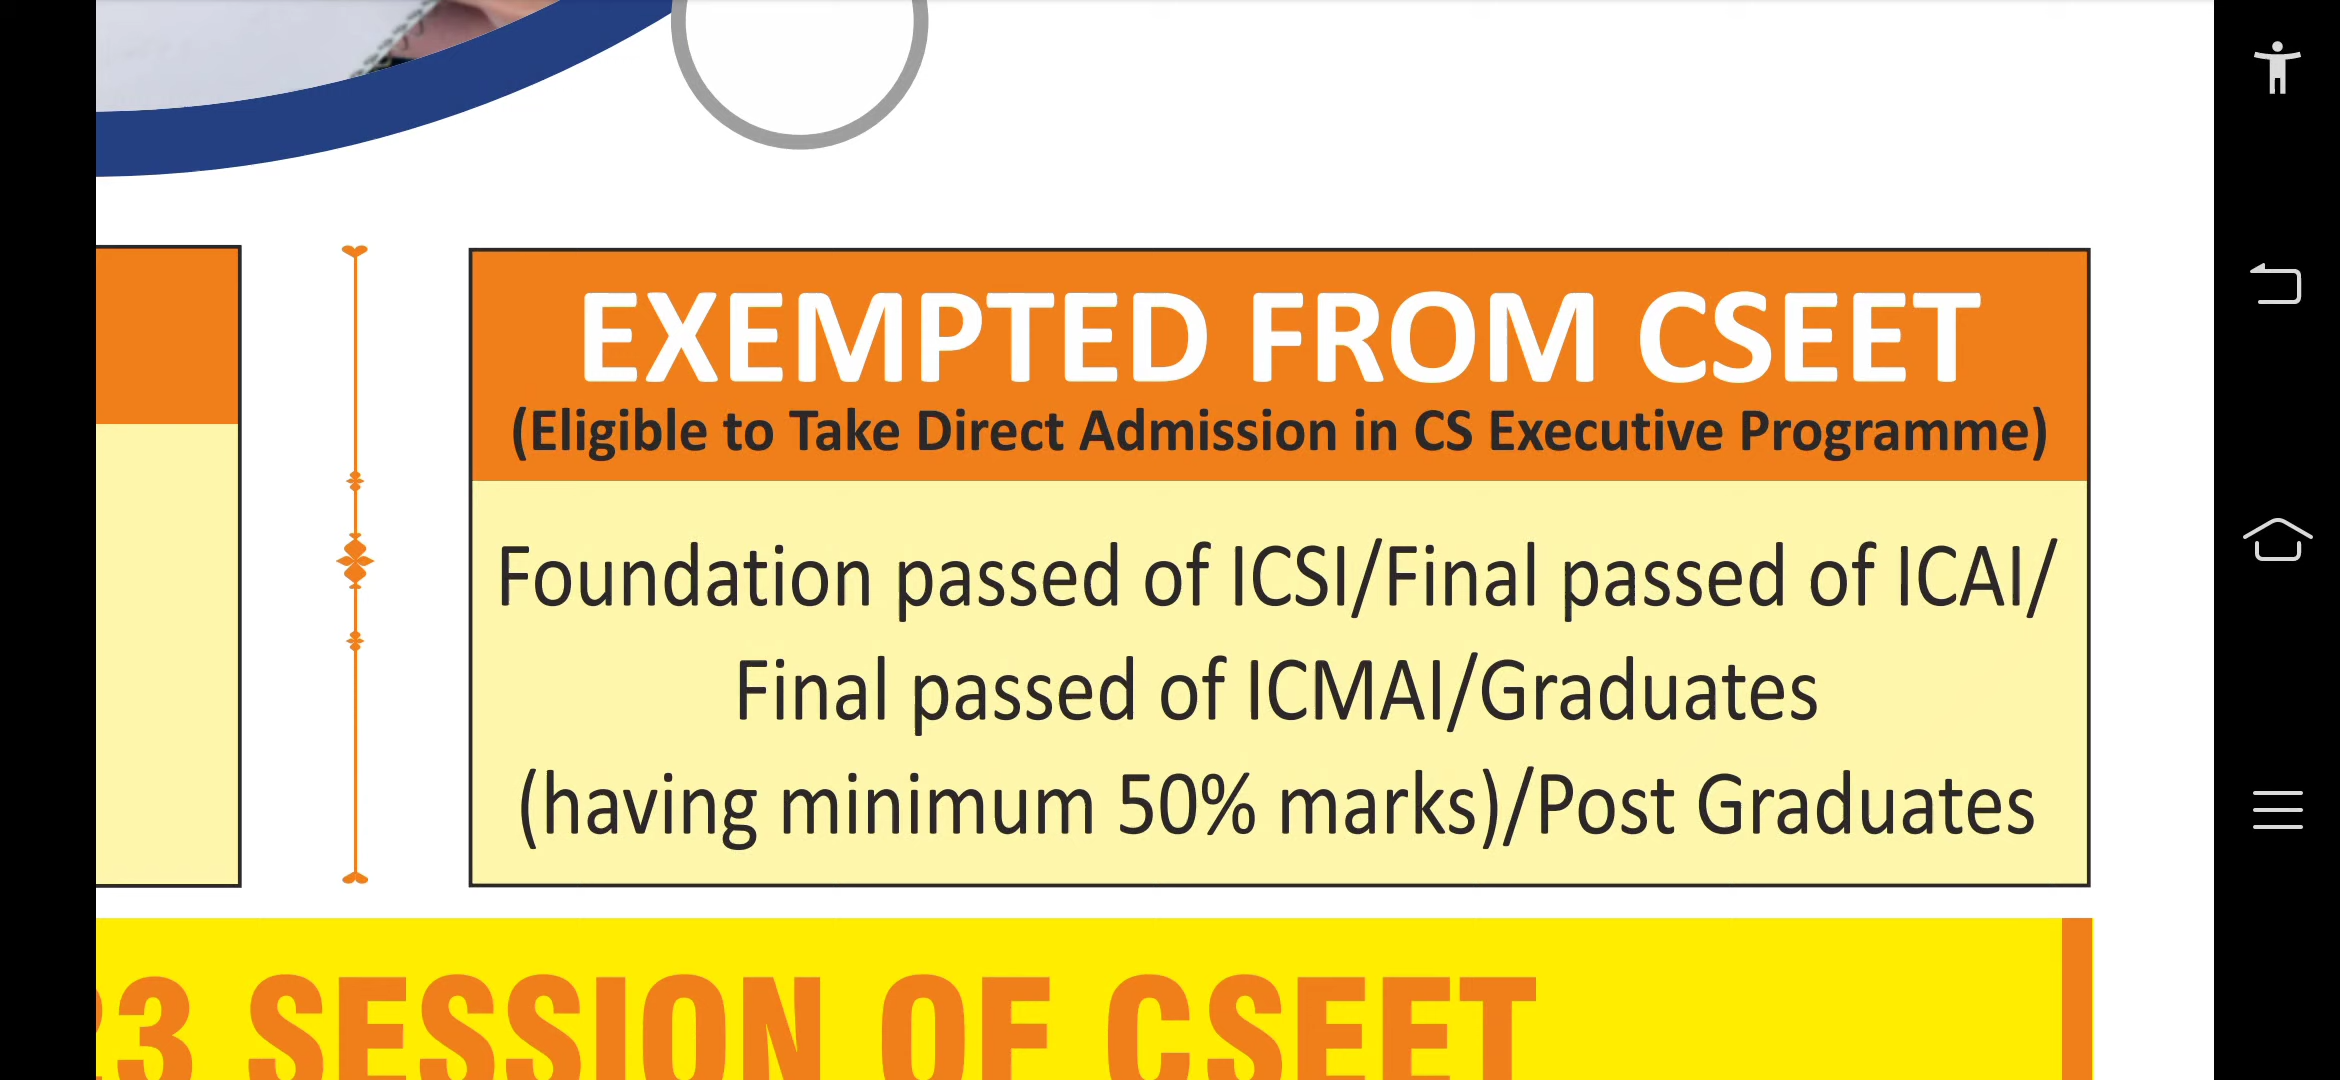 EXEMPTED FROM CSEET
(Eligible to Take Direct Admission in CS Executive Programme)
Foundation passed of ICSI/Final passed of ICAI/
Final passed of ICMAI/Graduates
(having minimum 50% marks)/Post Graduates
3 SESSION OF CSEET